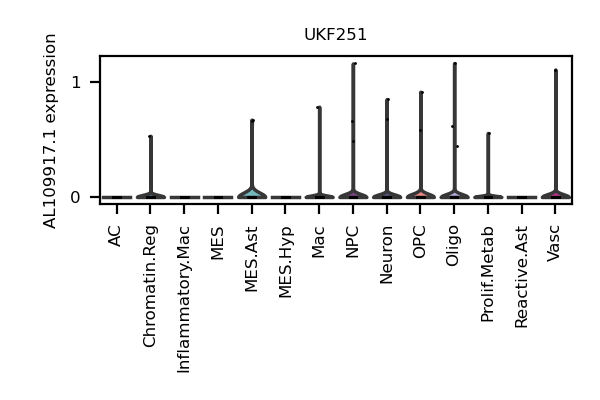 UKF251
AL109917.1 expression
1
0
AC
Chromatin.Reg
Inflammatory.Mac
MES
MES.Ast
MES.Hyp
Mac
NPC
Neuron
OPC
Oligo
Prolif.Metab
Reactive.Ast
Vasc